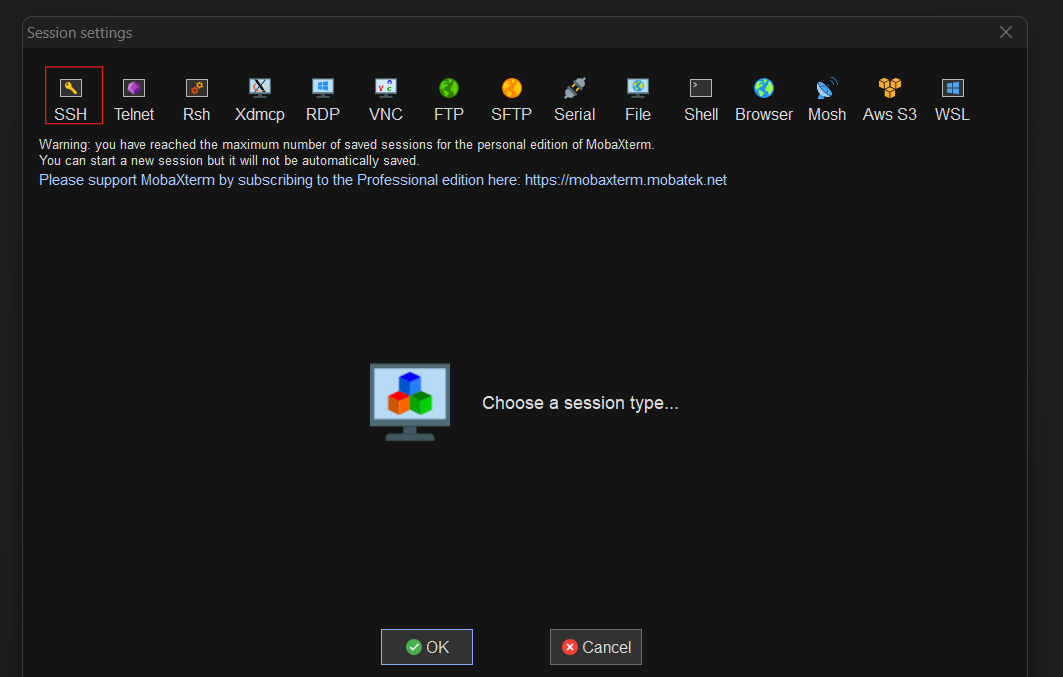 Session settings
SSH Telnet Rsh Xdmcp RDP VNC FTP SFTP Serial File Shell Browser Mosh Aws S3 WSL
Warning: you have reached the maximum number of saved sessions for the personal edition of MobaXterm.
You can start a new session but it will not be automatically saved.
Please support MobaXterm by subscribing to the Professional edition here: https://mobaxterm.mobatek.net
Choose a session type...
OK Cancel